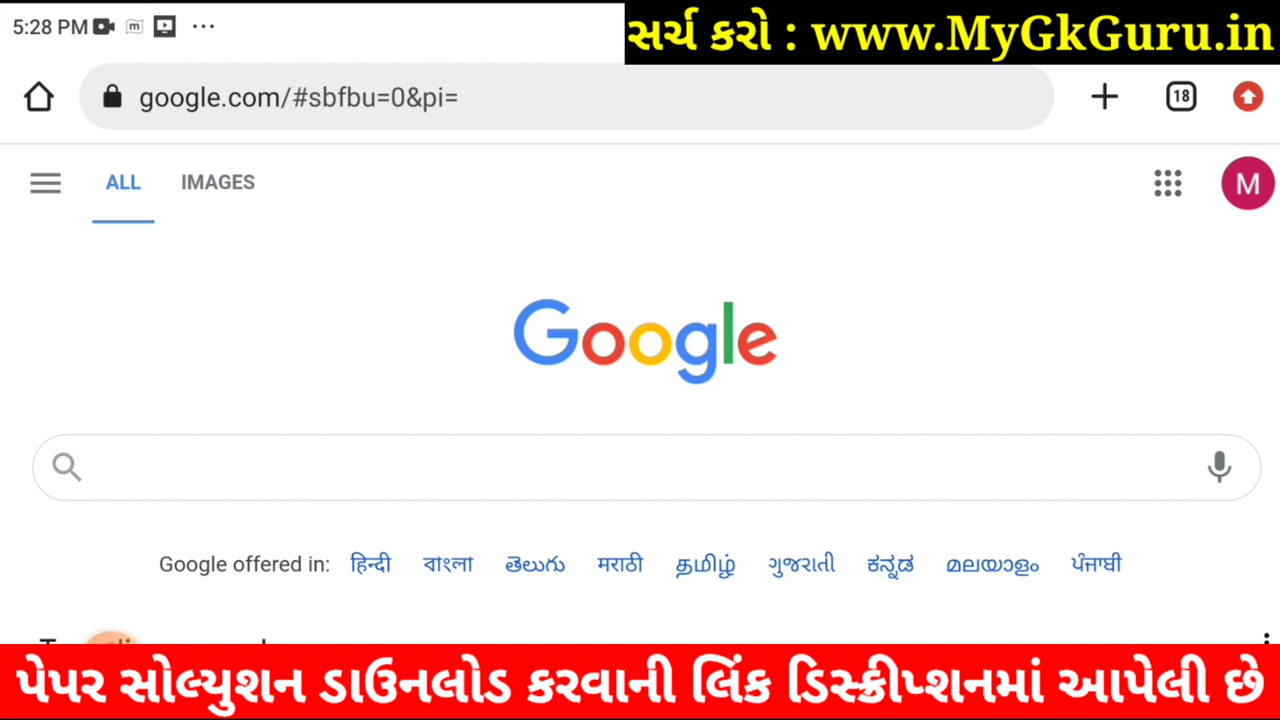 5:28 PM
સર્ચ કરો : www.MyGkGuru.in
google.com/#sbfbu=0&pi=
18
ALL IMAGES
M
Google
Google offered in: हिन्दी বাংলা తెలుగు मराठी தமிழ் ગુજરાતી ಕನ್ನಡ മലയാളം ਪੰਜਾਬੀ
પેપર સોલ્યુશન ડાઉનલોડ કરવાની લિંક ડિસ્ક્રીપ્શનમાં આપેલી છે